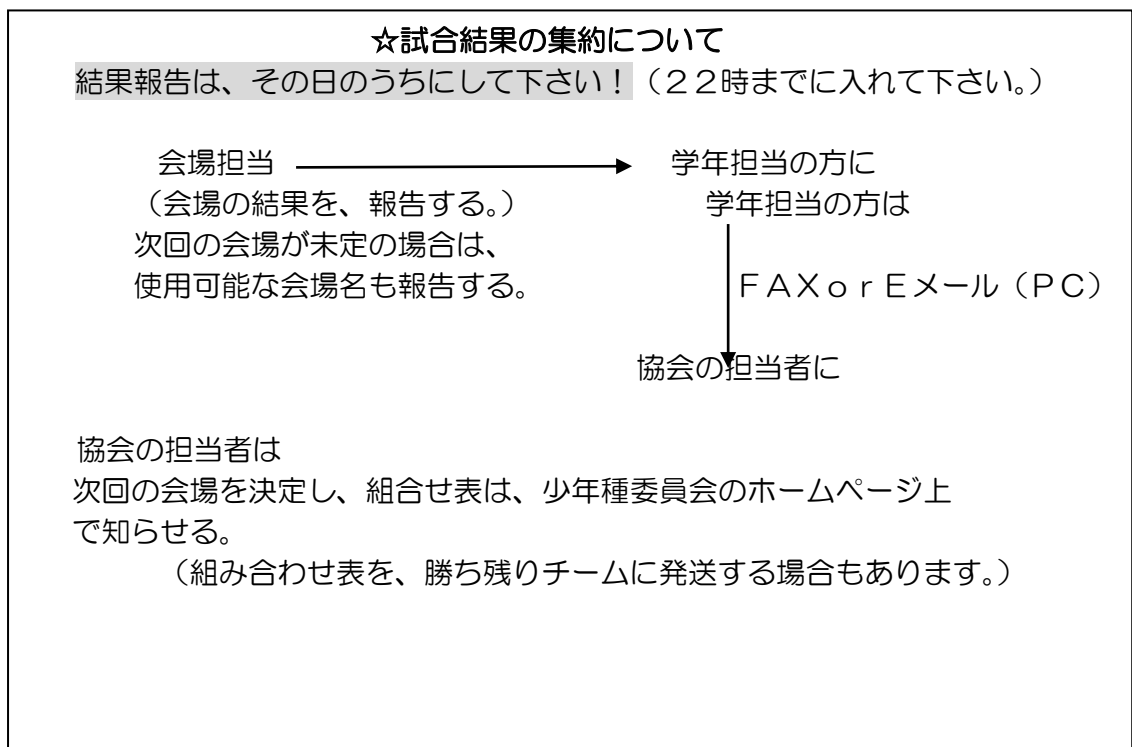 ☆試合結果の集約について
結果報告は、その日のうちにして下さい！（２２時までに入れて下さい。）
会場担当 学年担当の方に
（会場の結果を、報告する。） 学年担当の方は
次回の会場が未定の場合は、
使用可能な会場名も報告する。 ＦＡＸｏｒＥメール（ＰＣ）
協会の担当者に
協会の担当者は
次回の会場を決定し、組合せ表は、少年種委員会のホームページ上
で知らせる。
（組み合わせ表を、勝ち残りチームに発送する場合もあります。）